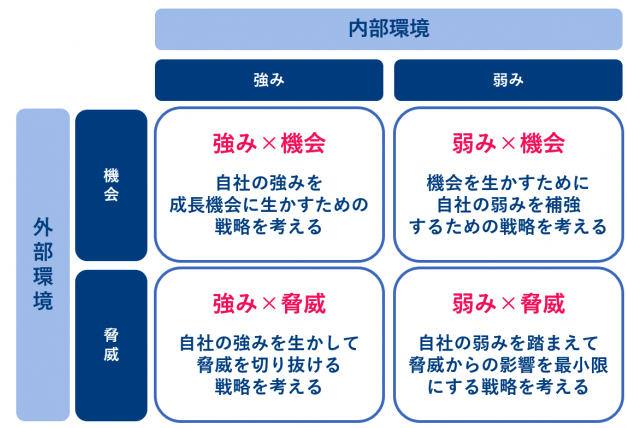 内部環境
強み
弱み
外部環境
機会
強み×機会
自社の強みを
成長機会に生かすための
戦略を考える
弱み×機会
機会を生かすために
自社の弱みを補強
するための戦略を考える
脅威
強み×脅威
自社の強みを生かして
脅威を切り抜ける
戦略を考える
弱み×脅威
自社の弱みを踏まえて
脅威からの影響を最小限
にする戦略を考える